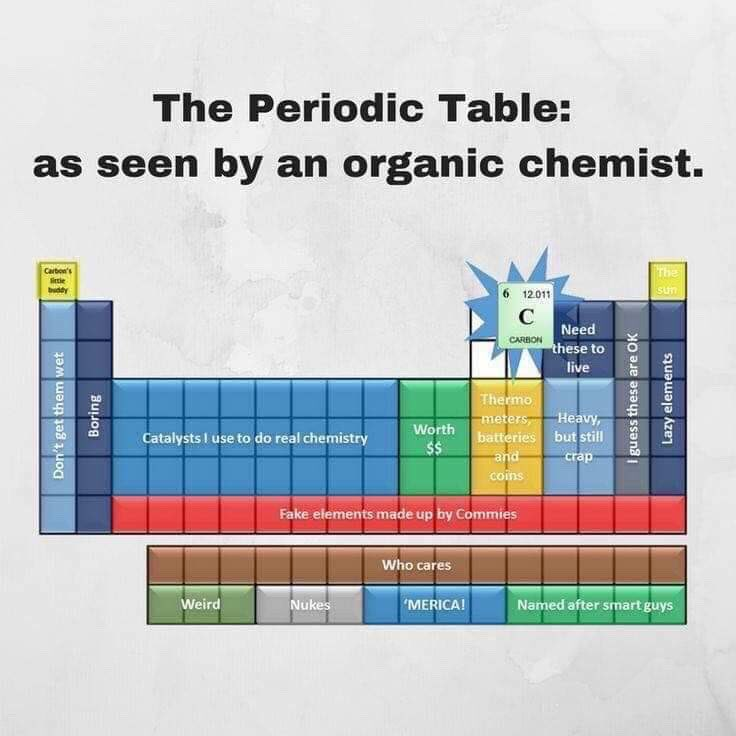 The Periodic Table:
as seen by an organic chemist.
Carbon's
little
buddy
The
sun
6 12.011
C
CARBON
Need
these to
live
Don't get them wet
Boring
Catalysts I use to do real chemistry
Worth
$$
Thermo
meters,
batteries
and
coins
Heavy,
but still
crap
I guess these are OK
Lazy elements
Fake elements made up by Commies
Who cares
Weird
Nukes
'MERICA!
Named after smart guys